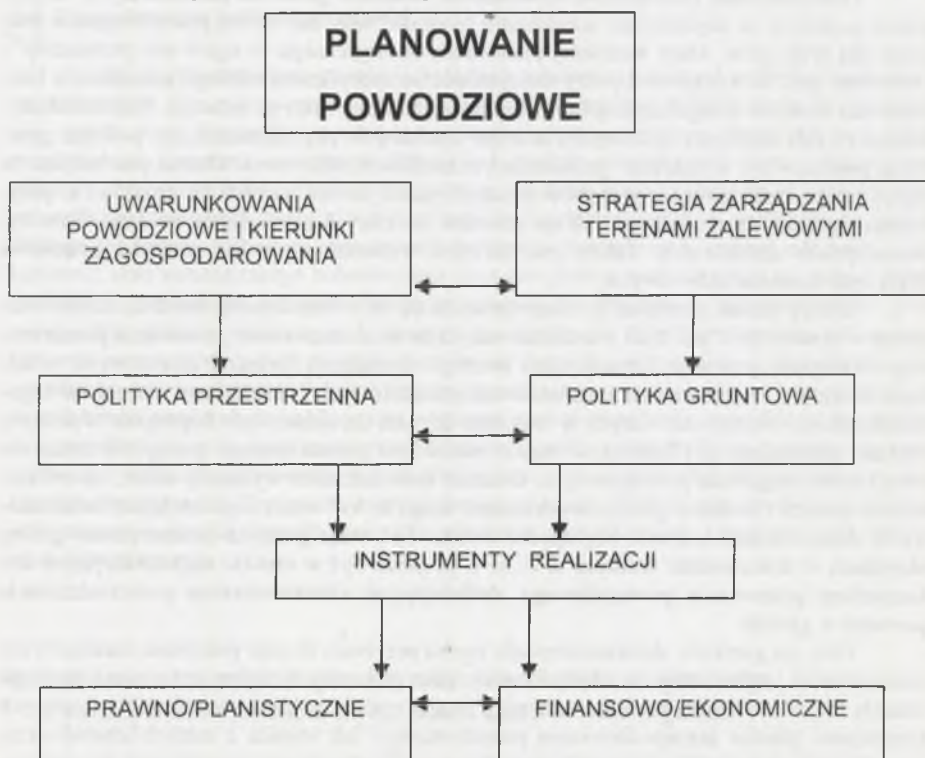 PLANOWANIE
POWODZIOWE
UWARUNKOWANIA
POWODZIOWE I KIERUNKI
ZAGOSPODAROWANIA
STRATEGIA ZARZĄDZANIA
TERENAMI ZALEWOWYMI
POLITYKA PRZESTRZENNA
POLITYKA GRUNTOWA
INSTRUMENTY REALIZACJI
PRAWNO/PLANISTYCZNE
FINANSOWO/EKONOMICZNE